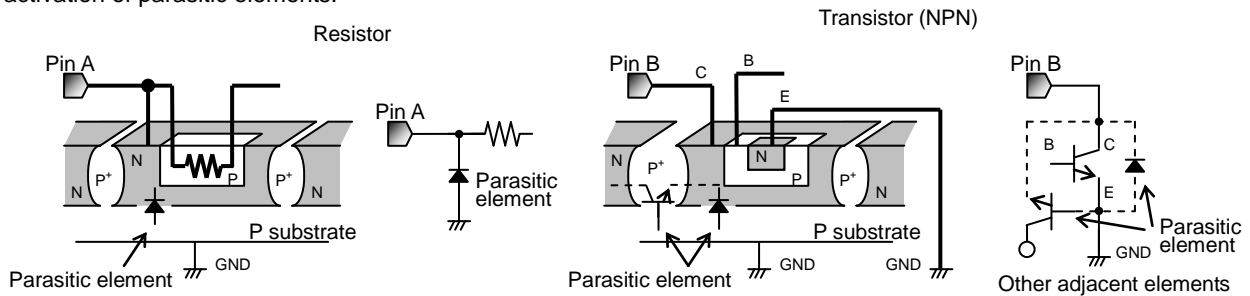 activation of parasitic elements.
Resistor
Transistor (NPN)
Pin A
Pin A
N
N
P+
P
P+
N
Parasitic element
P substrate
GND
Parasitic
element
Pin B
C
B
E
N
P+
N
P
P+
N
N
P substrate
GND
GND
Parasitic element
Pin B
B
C
E
GND
Parasitic
element
Other adjacent elements